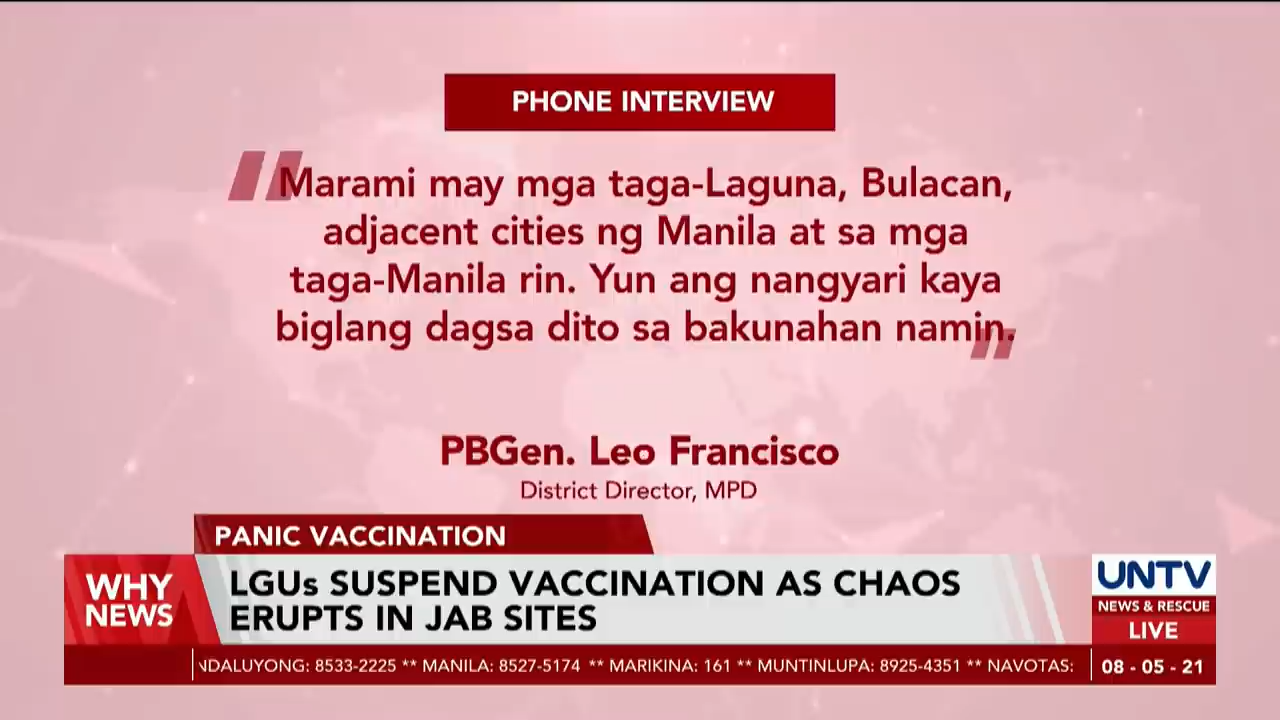 PHONE INTERVIEW
"Marami may mga taga-Laguna, Bulacan,
adjacent cities ng Manila at sa mga
taga-Manila rin. Yun ang nangyari kaya
biglang dagsa dito sa bakunahan namin."
PBGen. Leo Francisco
District Director, MPD
PANIC VACCINATION
WHY
NEWS
LGUs SUSPEND VACCINATION AS CHAOS
ERUPTS IN JAB SITES
UNTV
NEWS & RESCUE
LIVE
NDALUYONG: 8533-2225 ** MANILA: 8527-5174 ** MARIKINA: 161 ** MUNTINLUPA: 8925-4351 ** NAVOTAS:
08 - 05 - 21